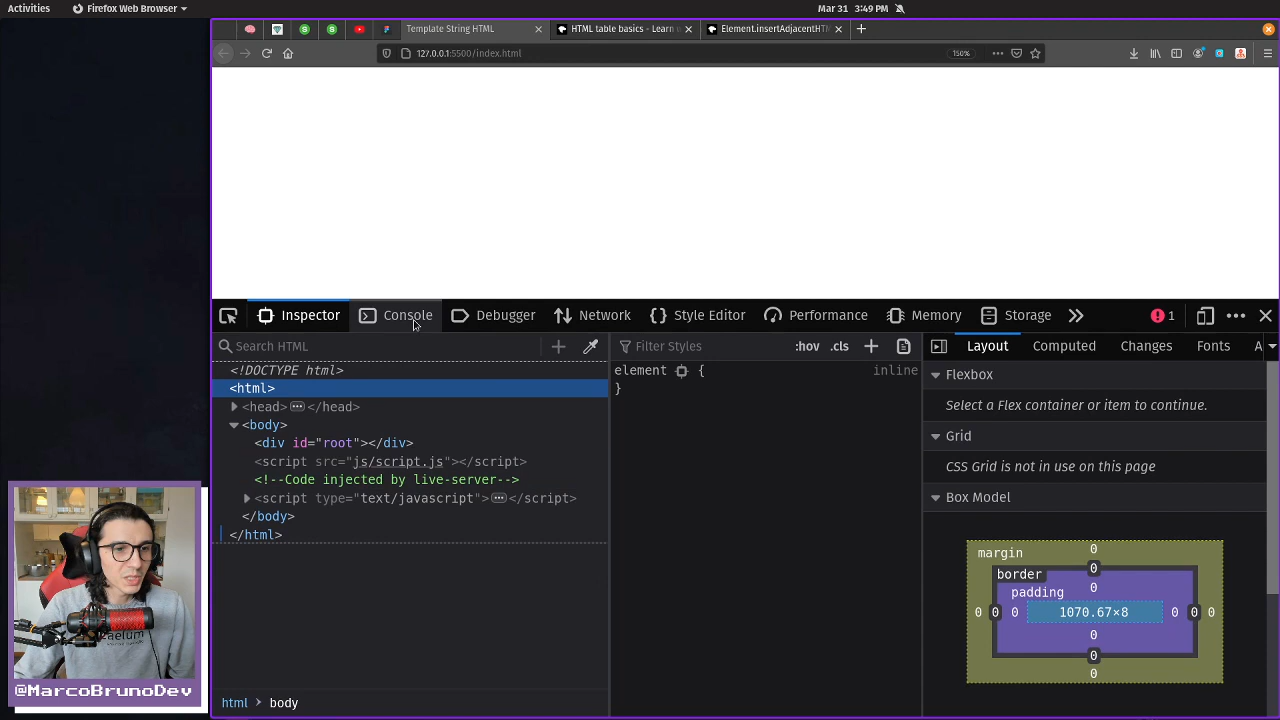 Activities
Firefox Web Browser
Mar 31 3:49 PM
Template String HTML
HTML table basics - Learn
Element.insertAdjacentHTM
127.0.0.1:5500/index.html
150%
Inspector
Console
Debugger
Network
Style Editor
Performance
Memory
Storage
1
Search HTML
Filter Styles
:hov
.cls
Layout
Computed
Changes
Fonts
A
<!DOCTYPE html>
<html>
<head> </head>
<body>
<div id="root"></div>
<script src="js/script.js"></script>
<!--Code injected by live-server-->
<script type="text/javascript"> </script>
</body>
</html>
element {
inline
}
Flexbox
Select a Flex container or item to continue.
Grid
CSS Grid is not in use on this page
Box Model
margin
0
border
0
padding
0
0
0
0
1070.67×8
0
0
0
0
0
0
html
body
caelum
@MarcoBrunoDev